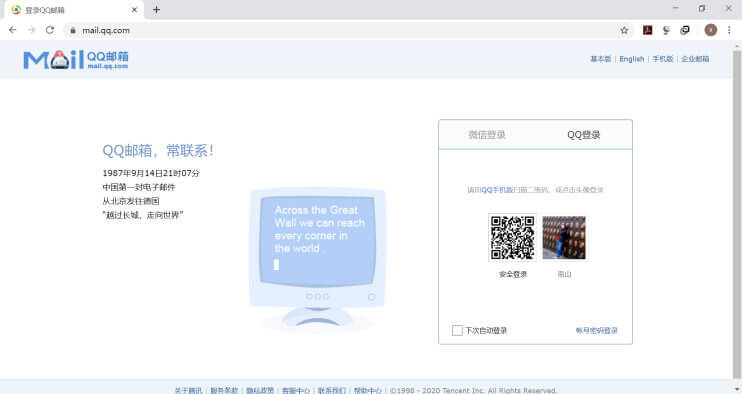 登录QQ邮箱
mail.qq.com
Mail QQ邮箱
mail.qq.com
基本版 | English | 手机版 | 企业邮箱
QQ邮箱，常联系！
1987年9月14日21时07分
中国第一封电子邮件
从北京发往德国
"越过长城，走向世界"
Across the Great
Wall we can reach
every corner in
the world .
微信登录 QQ登录
请用QQ手机版扫描二维码，或点击头像登录
安全登录 南山
下次自动登录 帐号密码登录
关于腾讯 | 服务条款 | 隐私政策 | 客服中心 | 联系我们 | 帮助中心 | ©1998 - 2020 Tencent Inc. All Rights Reserved.